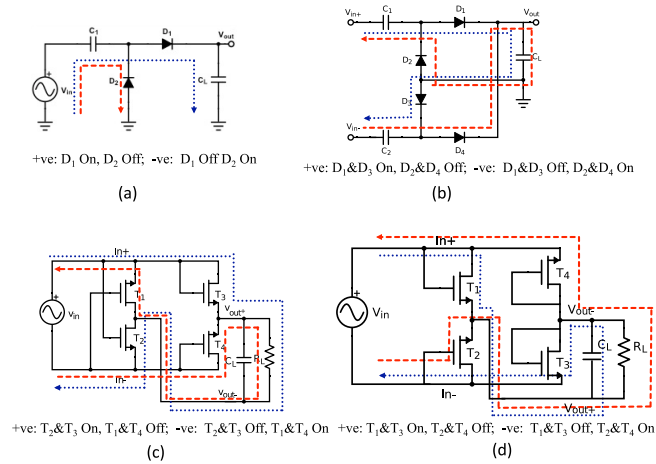 C₁ D₁ Vout
D₂
Vin
CL
+ve: D₁ On, D₂ Off; -ve: D₁ Off D₂ On
(a)
Vin+ C₁ D₁ Vout
D₂
CL
D₃
Vin-
C₂ D₄
+ve: D₁&D₃ On, D₂&D₄ Off; -ve: D₁&D₃ Off, D₂&D₄ On
(b)
In+
T₁ T₃
Vin
Vout+
T₂ T₄
CL RL
In-
Vout-
+ve: T₂&T₃ On, T₁&T₄ Off; -ve: T₂&T₃ Off, T₁&T₄ On
(c)
In+
T₁ T₄
Vin
Vout-
CL RL
T₂ T₃
In-
Vout+
+ve: T₁&T₃ On, T₂&T₄ Off; -ve: T₁&T₃ Off, T₂&T₄ On
(d)